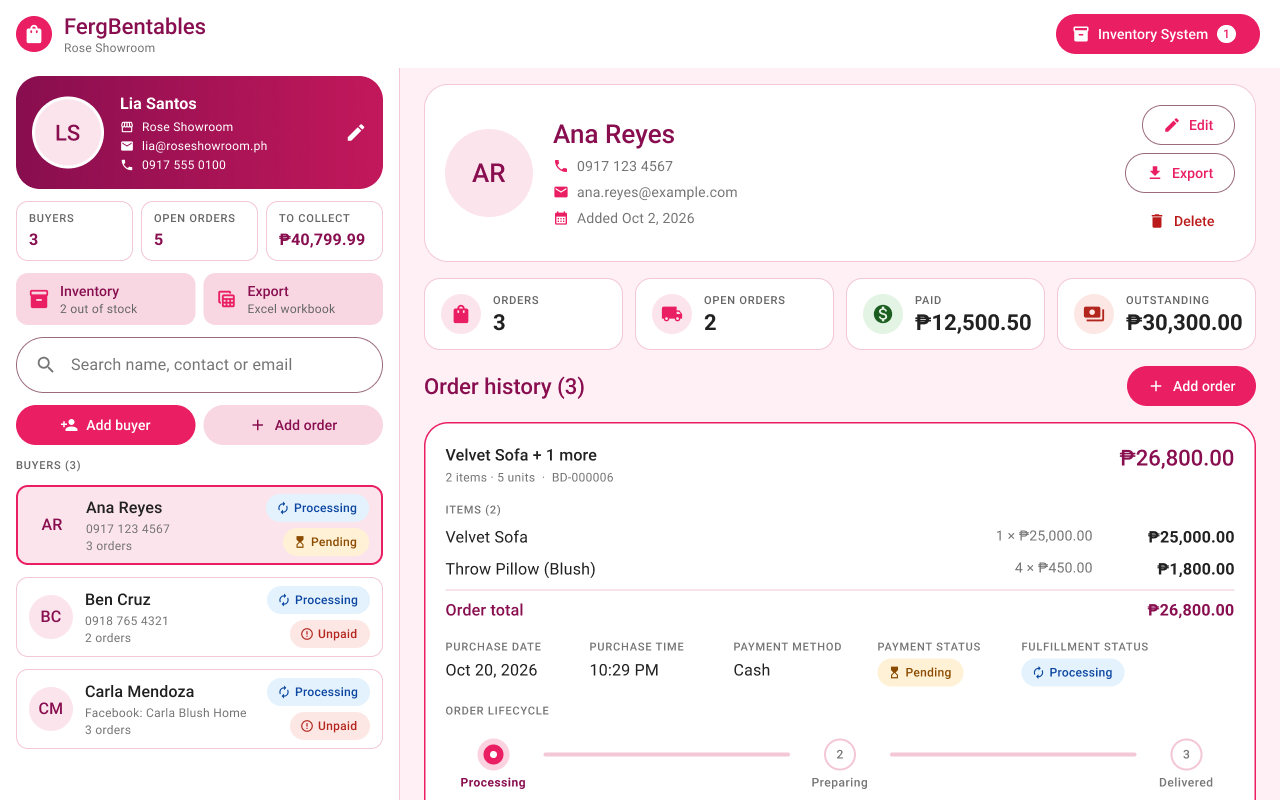 FergBentables
Rose Showroom
Inventory System 1
LS
Lia Santos
Rose Showroom
lia@roseshowroom.ph
0917 555 0100
BUYERS
3
OPEN ORDERS
5
TO COLLECT
₱40,799.99
Inventory
2 out of stock
Export
Excel workbook
Search name, contact or email
Add buyer
Add order
BUYERS (3)
AR
Ana Reyes
0917 123 4567
3 orders
Processing
Pending
BC
Ben Cruz
0918 765 4321
2 orders
Processing
Unpaid
CM
Carla Mendoza
Facebook: Carla Blush Home
3 orders
Processing
Unpaid
AR
Ana Reyes
0917 123 4567
ana.reyes@example.com
Added Oct 2, 2026
Edit
Export
Delete
ORDERS
3
OPEN ORDERS
2
PAID
₱12,500.50
OUTSTANDING
₱30,300.00
Order history (3)
Add order
Velvet Sofa + 1 more
₱26,800.00
2 items · 5 units · BD-000006
ITEMS (2)
Velvet Sofa 1 × ₱25,000.00 ₱25,000.00
Throw Pillow (Blush) 4 × ₱450.00 ₱1,800.00
Order total ₱26,800.00
PURCHASE DATE
Oct 20, 2026
PURCHASE TIME
10:29 PM
PAYMENT METHOD
Cash
PAYMENT STATUS
Pending
FULFILLMENT STATUS
Processing
ORDER LIFECYCLE
2
3
Processing
Preparing
Delivered